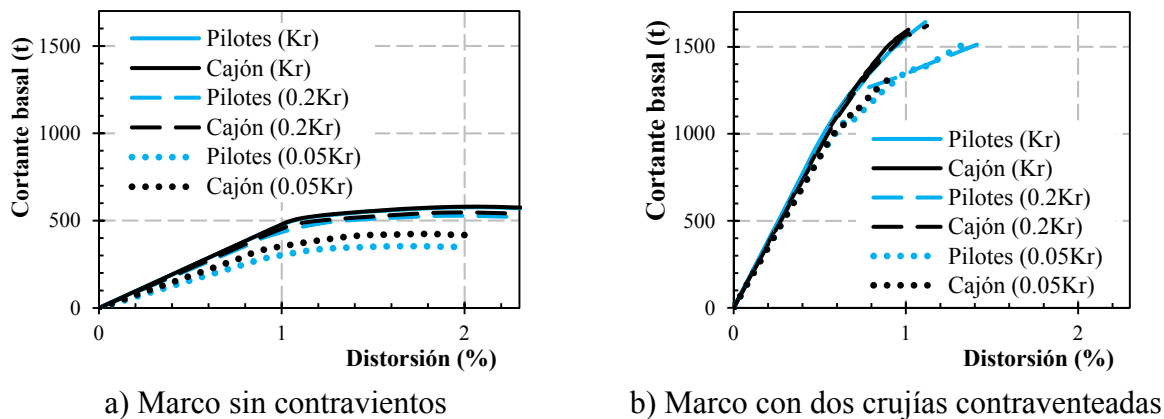 Cortante basal (t)
1500
1000
500
0
Pilotes (Kr)
Cajón (Kr)
Pilotes (0.2Kr)
Cajón (0.2Kr)
Pilotes (0.05Kr)
Cajón (0.05Kr)
0
1
2
Distorsión (%)
a) Marco sin contravientos
Cortante basal (t)
1500
1000
500
0
Pilotes (Kr)
Cajón (Kr)
Pilotes (0.2Kr)
Cajón (0.2Kr)
Pilotes (0.05Kr)
Cajón (0.05Kr)
0
1
2
Distorsión (%)
b) Marco con dos crujías contraventeadas